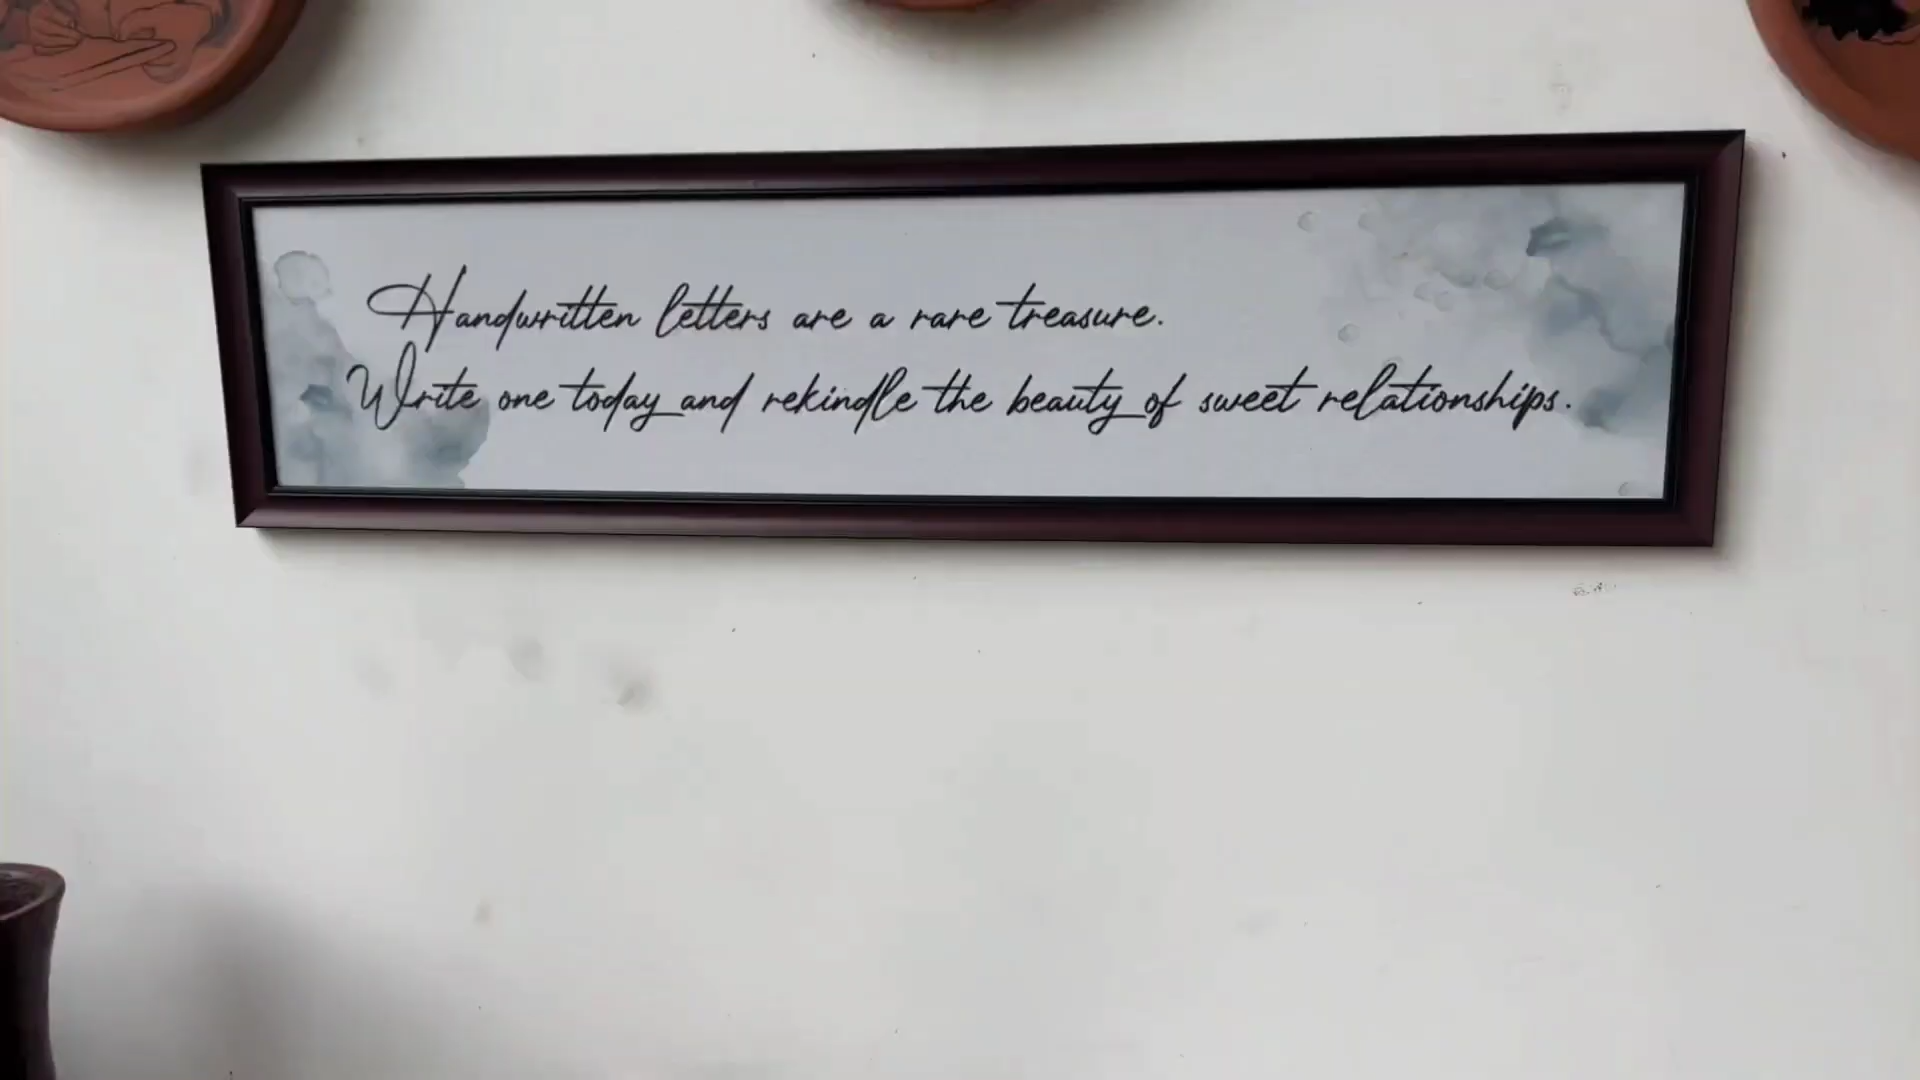 Handwritten letters are a rare treasure.
Write one today and rekindle the beauty of sweet relationships.